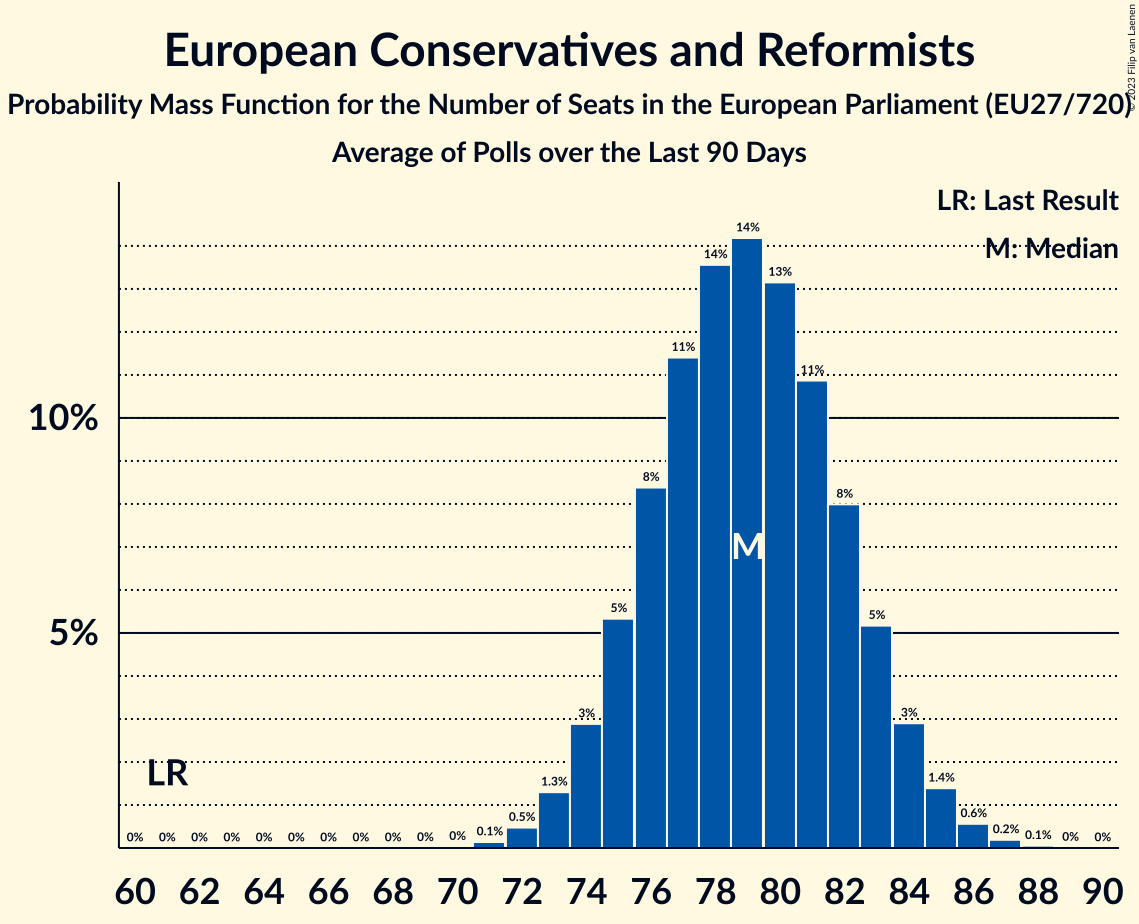 European Conservatives and Reformists
© 2023 Filip van Laenen
Probability Mass Function for the Number of Seats in the European Parliament (EU27/720)
Average of Polls over the Last 90 Days
LR: Last Result
M: Median
14%
14%
13%
11%
11%
10%
8%
8%
M
5%
5%
5%
3%
3%
LR
1.3%
1.4%
0% 0% 0% 0% 0% 0% 0% 0% 0% 0% 0% 0.1% 0.5% 0.6% 0.2% 0.1% 0% 0%
60 62 64 66 68 70 72 74 76 78 80 82 84 86 88 90